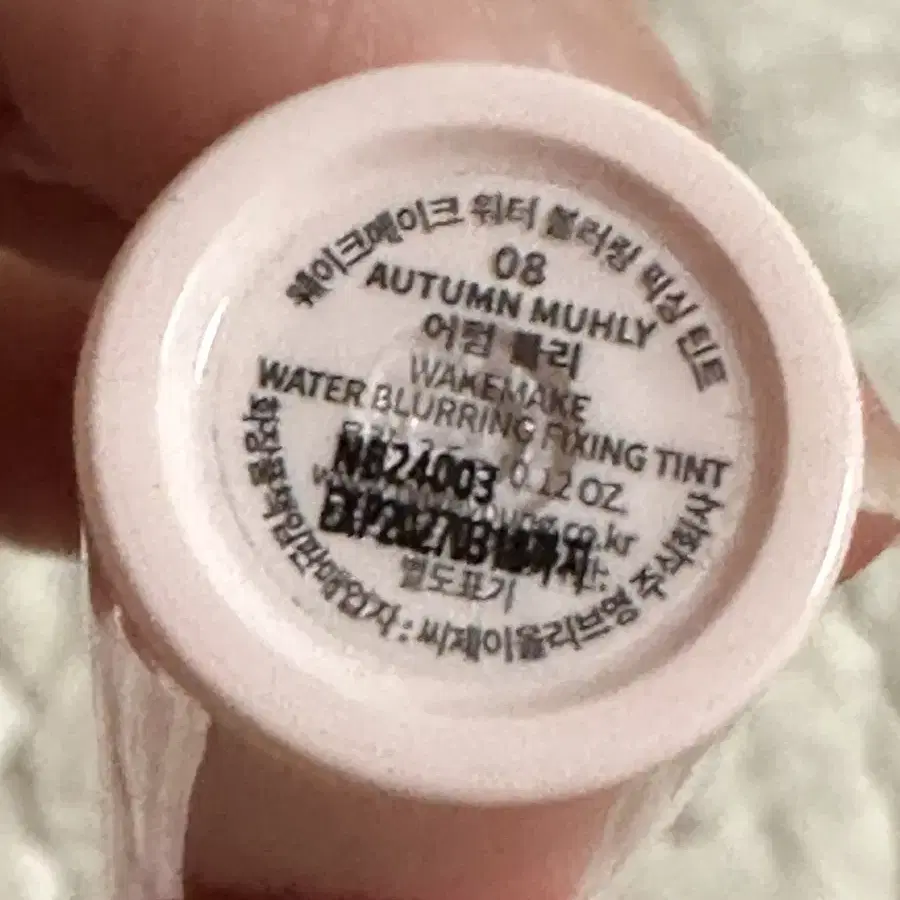 웨이크메이크 워터 블러링 픽싱 틴트
08
AUTUMN MUHLY
어텀 뮬리
WAKEMAKE
WATER BLURRING FIXING TINT
0.12 OZ.
NB24003
co.kr
별도표기
화장품책임판매업자 : 씨제이올리브영 주식회사